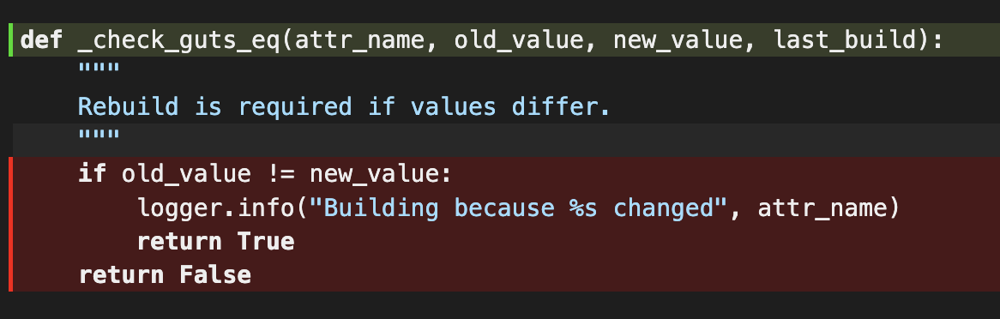 def _check_guts_eq(attr_name, old_value, new_value, last_build):
    """
    Rebuild is required if values differ.
    """
    if old_value != new_value:
        logger.info("Building because %s changed", attr_name)
        return True
    return False